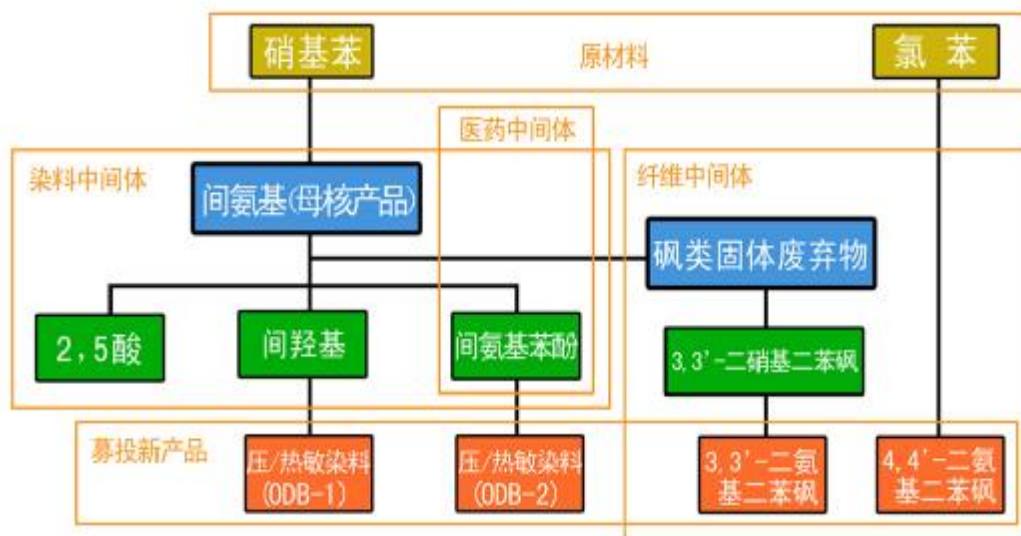 硝基苯
原材料
氯 苯
医药中间体
染料中间体
纤维中间体
间氨基(母核产品)
砜类固体废弃物
2,5酸
间羟基
间氨基苯酚
3,3'-二硝基二苯砜
募投新产品
压/热敏染料
(ODB-1)
压/热敏染料
(ODB-2)
3,3'-二氨
基二苯砜
4,4'-二氨
基二苯砜